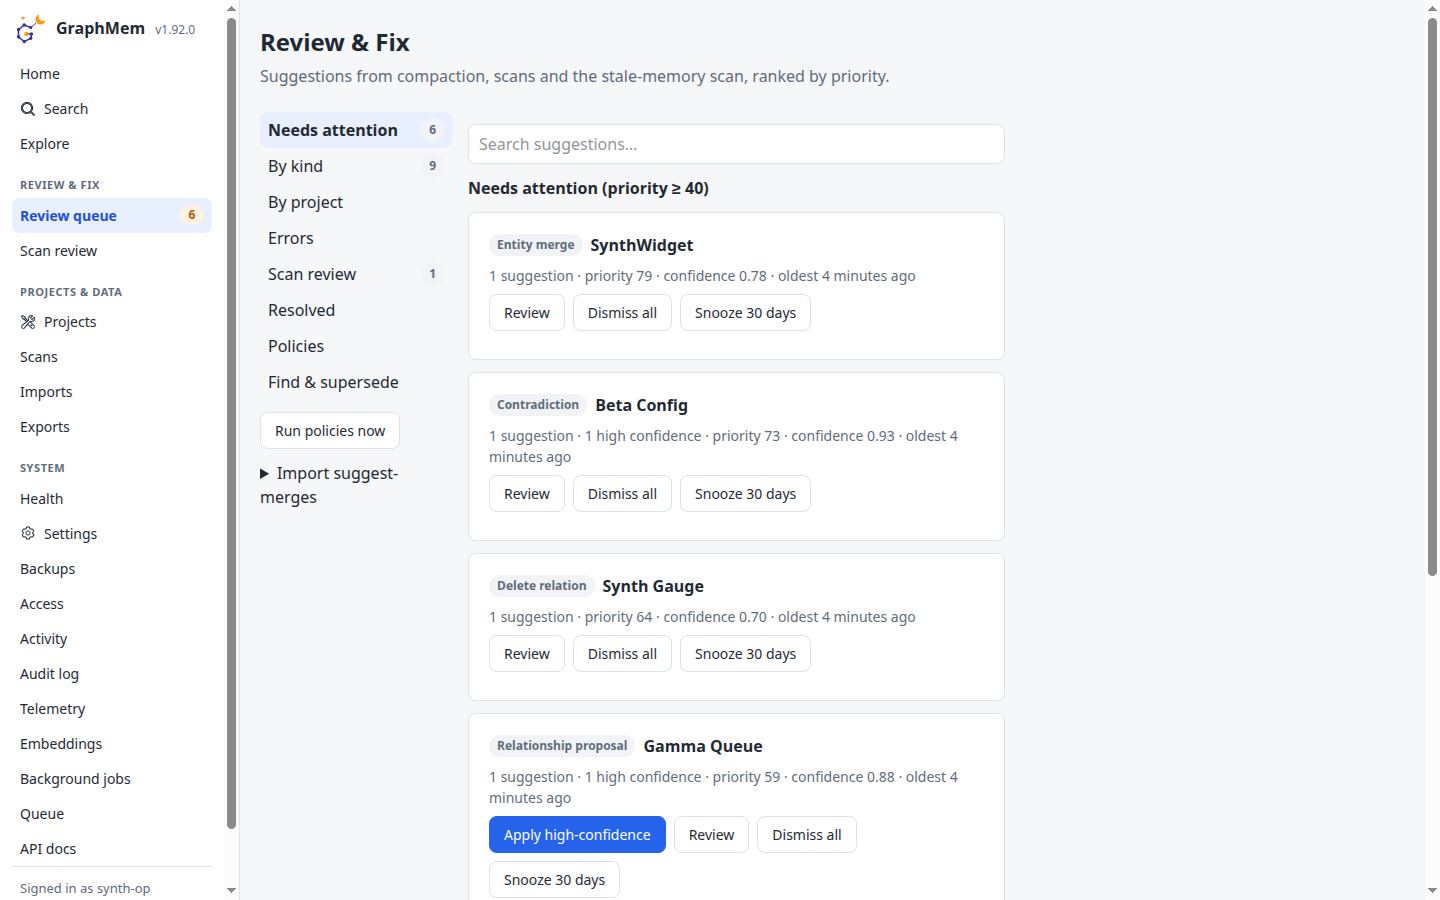 GraphMem v1.92.0
Home
Search
Explore
REVIEW & FIX
Review queue 6
Scan review
PROJECTS & DATA
Projects
Scans
Imports
Exports
SYSTEM
Health
Settings
Backups
Access
Activity
Audit log
Telemetry
Embeddings
Background jobs
Queue
API docs
Signed in as synth-op
Review & Fix
Suggestions from compaction, scans and the stale-memory scan, ranked by priority.
Needs attention 6
By kind 9
By project
Errors
Scan review 1
Resolved
Policies
Find & supersede
Run policies now
Import suggest-
merges
Search suggestions...
Needs attention (priority ≥ 40)
Entity merge SynthWidget
1 suggestion · priority 79 · confidence 0.78 · oldest 4 minutes ago
Review Dismiss all Snooze 30 days
Contradiction Beta Config
1 suggestion · 1 high confidence · priority 73 · confidence 0.93 · oldest 4
minutes ago
Review Dismiss all Snooze 30 days
Delete relation Synth Gauge
1 suggestion · priority 64 · confidence 0.70 · oldest 4 minutes ago
Review Dismiss all Snooze 30 days
Relationship proposal Gamma Queue
1 suggestion · 1 high confidence · priority 59 · confidence 0.88 · oldest 4
minutes ago
Apply high-confidence Review Dismiss all
Snooze 30 days